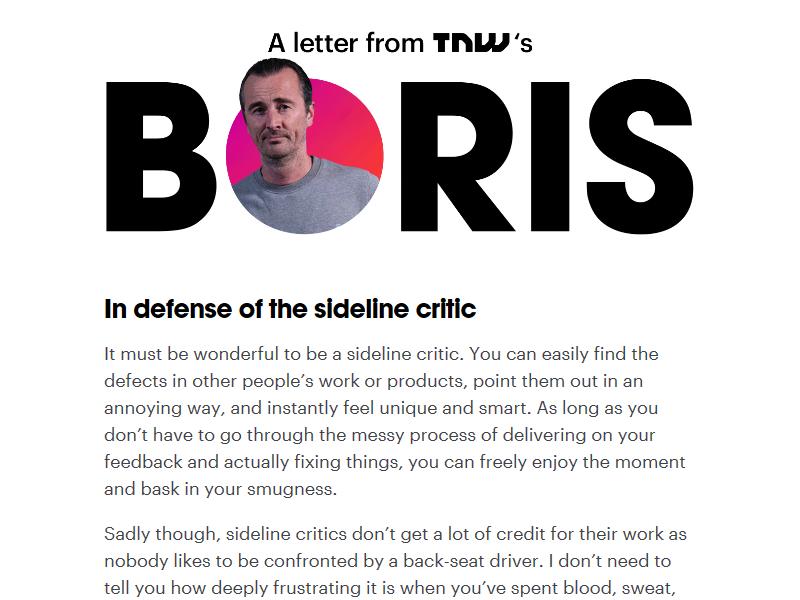 A letter from TNW ‘s
BORIS
In defense of the sideline critic
It must be wonderful to be a sideline critic. You can easily find the
defects in other people’s work or products, point them out in an
annoying way, and instantly feel unique and smart. As long as you
don’t have to go through the messy process of delivering on your
feedback and actually fixing things, you can freely enjoy the moment
and bask in your smugness.
Sadly though, sideline critics don’t get a lot of credit for their work as
nobody likes to be confronted by a back-seat driver. I don’t need to
tell you how deeply frustrating it is when you’ve spent blood, sweat,